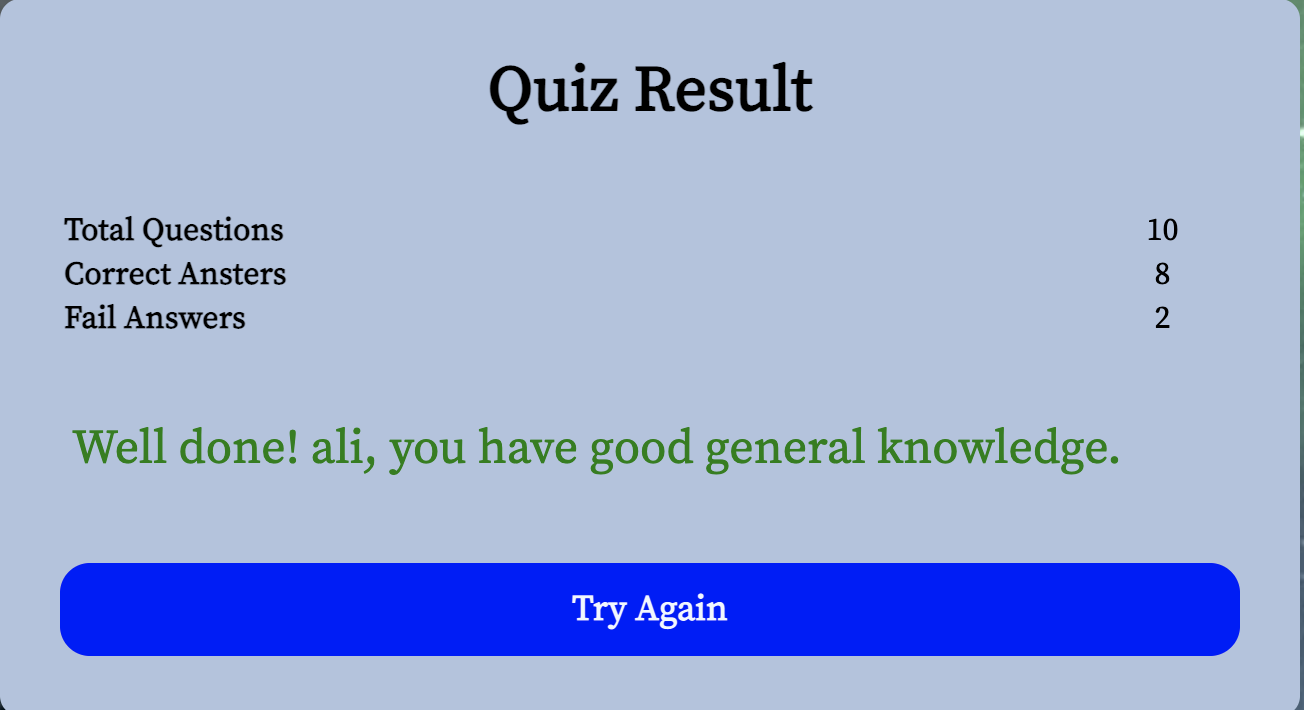 Quiz Result
Total Questions 10
Correct Ansters 8
Fail Answers 2
Well done! ali, you have good general knowledge.
Try Again